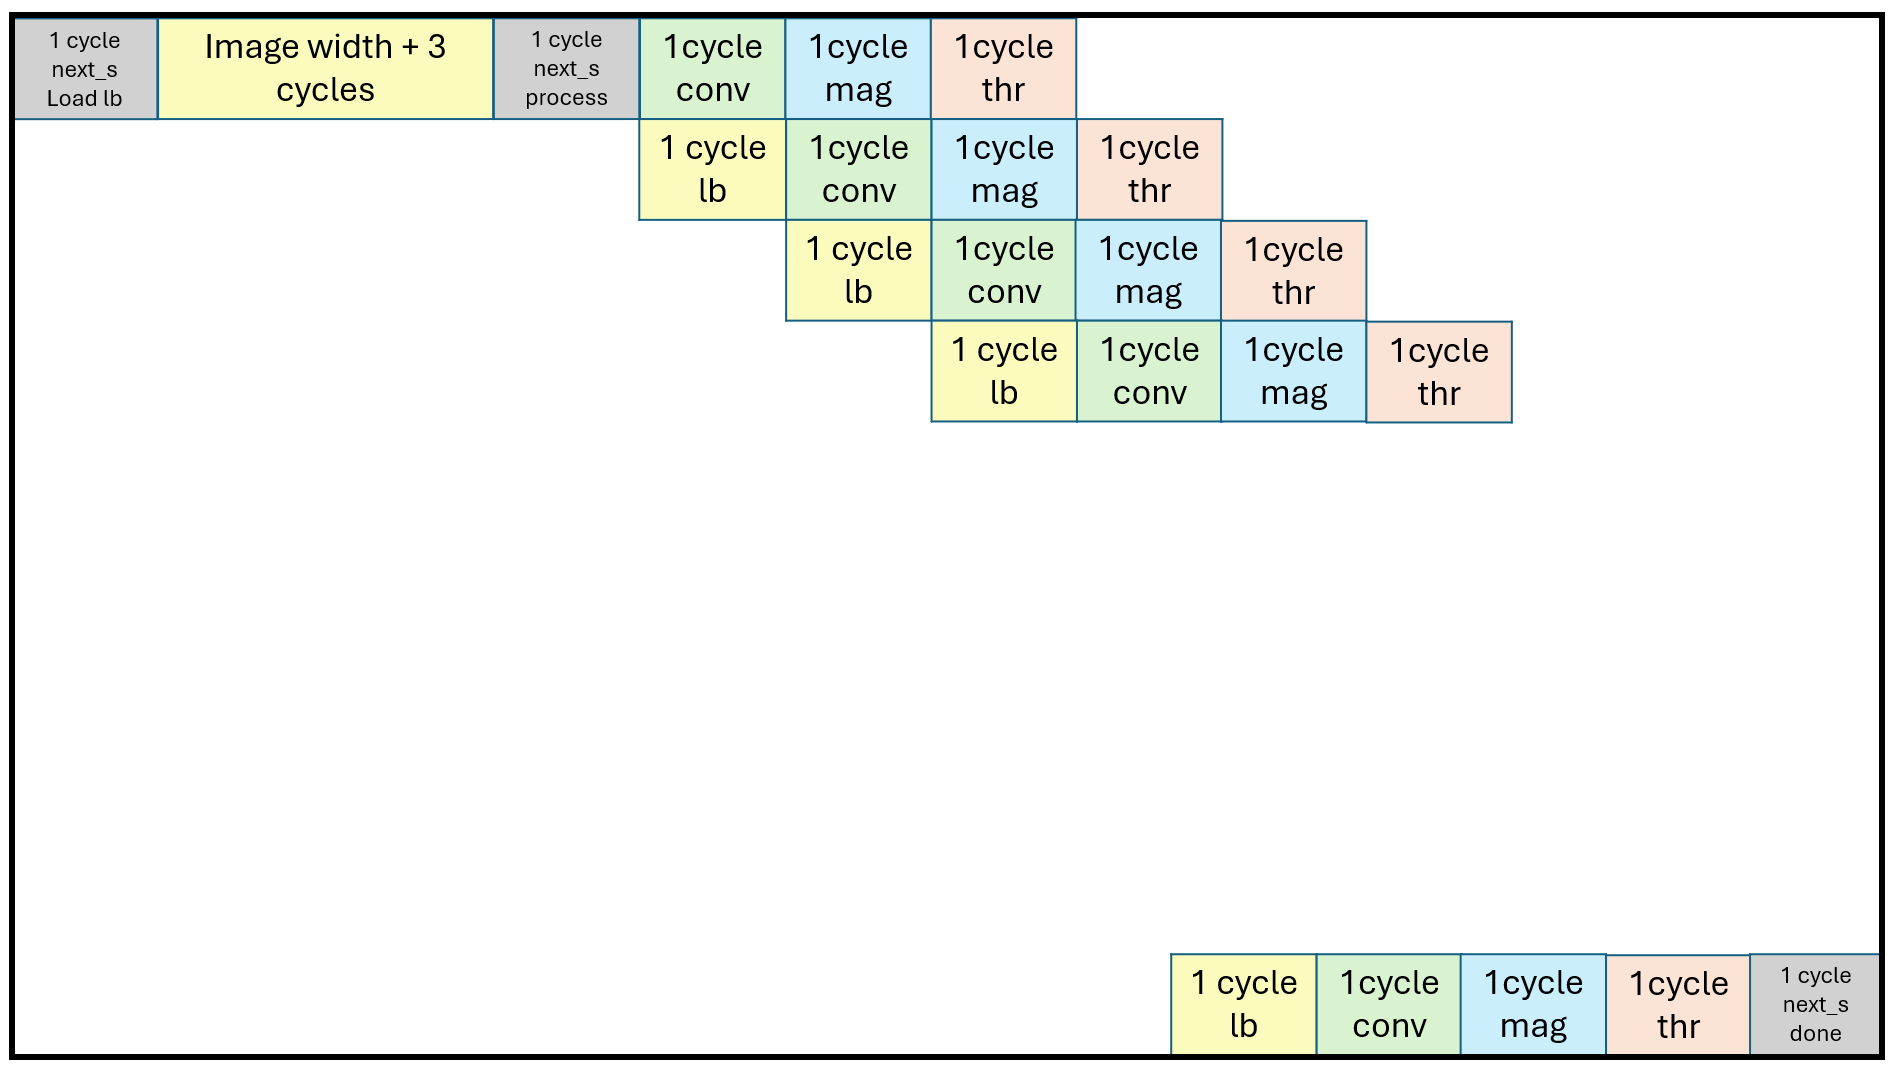 1 cycle
next_s
Load lb
Image width + 3
cycles
1 cycle
next_s
process
1cycle
conv
1cycle
mag
1cycle
thr
1 cycle
lb
1cycle
conv
1cycle
mag
1cycle
thr
1 cycle
lb
1cycle
conv
1cycle
mag
1cycle
thr
1 cycle
lb
1cycle
conv
1cycle
mag
1cycle
thr
1 cycle
lb
1cycle
conv
1cycle
mag
1cycle
thr
1 cycle
next_s
done